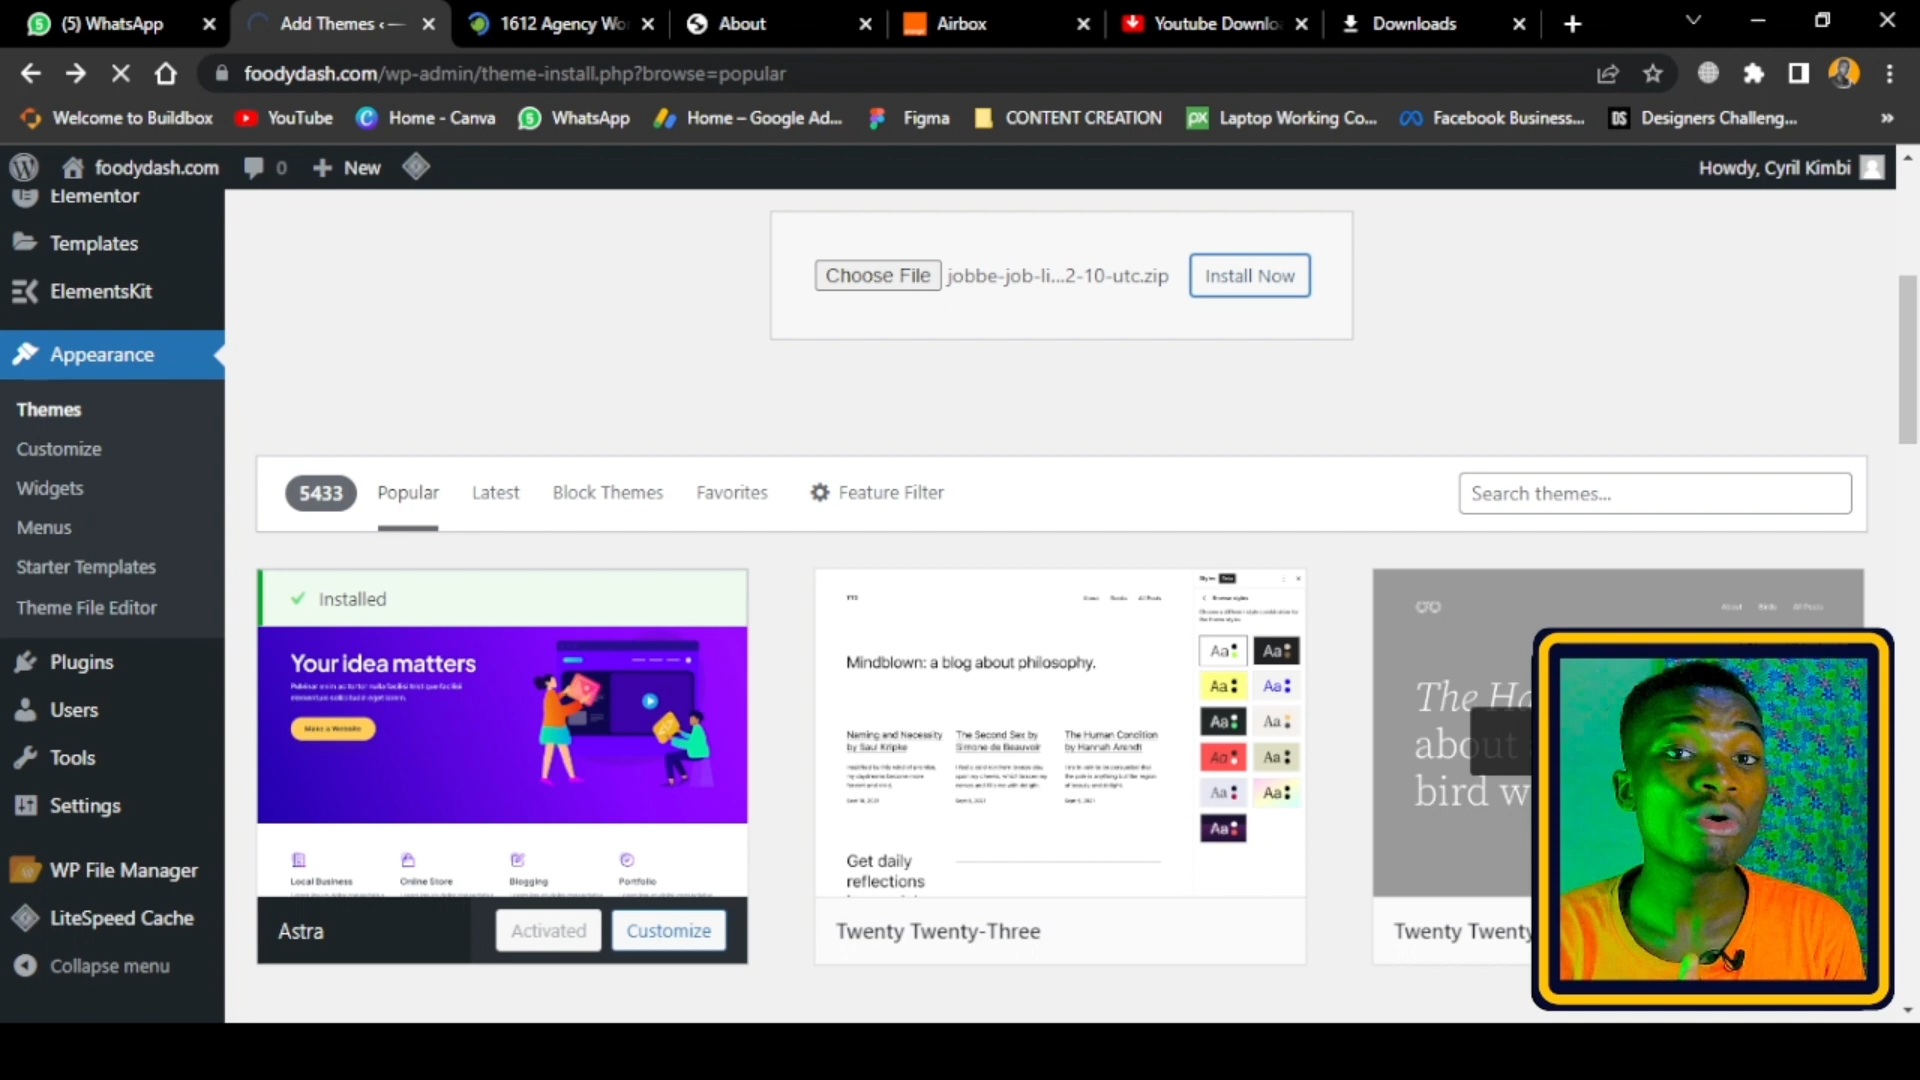 (5) WhatsApp
Add Themes ‹ —
1612 Agency Wo
About
Airbox
Youtube Downlo
Downloads
foodydash.com/wp-admin/theme-install.php?browse=popular
Welcome to Buildbox
YouTube
Home - Canva
WhatsApp
Home – Google Ad...
Figma
CONTENT CREATION
Laptop Working Co...
Facebook Business...
DS
Designers Challeng...
»
foodydash.com
0
New
Howdy, Cyril Kimbi
Elementor
Templates
ElementsKit
Appearance
Themes
Customize
Widgets
Menus
Starter Templates
Theme File Editor
Plugins
Users
Tools
Settings
WP File Manager
LiteSpeed Cache
Collapse menu
Choose File
jobbe-job-li...2-10-utc.zip
Install Now
5433
Popular
Latest
Block Themes
Favorites
Feature Filter
Search themes...
Installed
Your idea matters
Make a Website
Local Business
Online Store
Blogging
Portfolio
Astra
Activated
Customize
Mindblown: a blog about philosophy.
Naming and Necessity
by Saul Kripke
The Second Sex by
Simone de Beauvoir
The Human Condition
by Hannah Arendt
Get daily
reflections
Twenty Twenty-Three
The Ha
about
bird w
Twenty Twenty